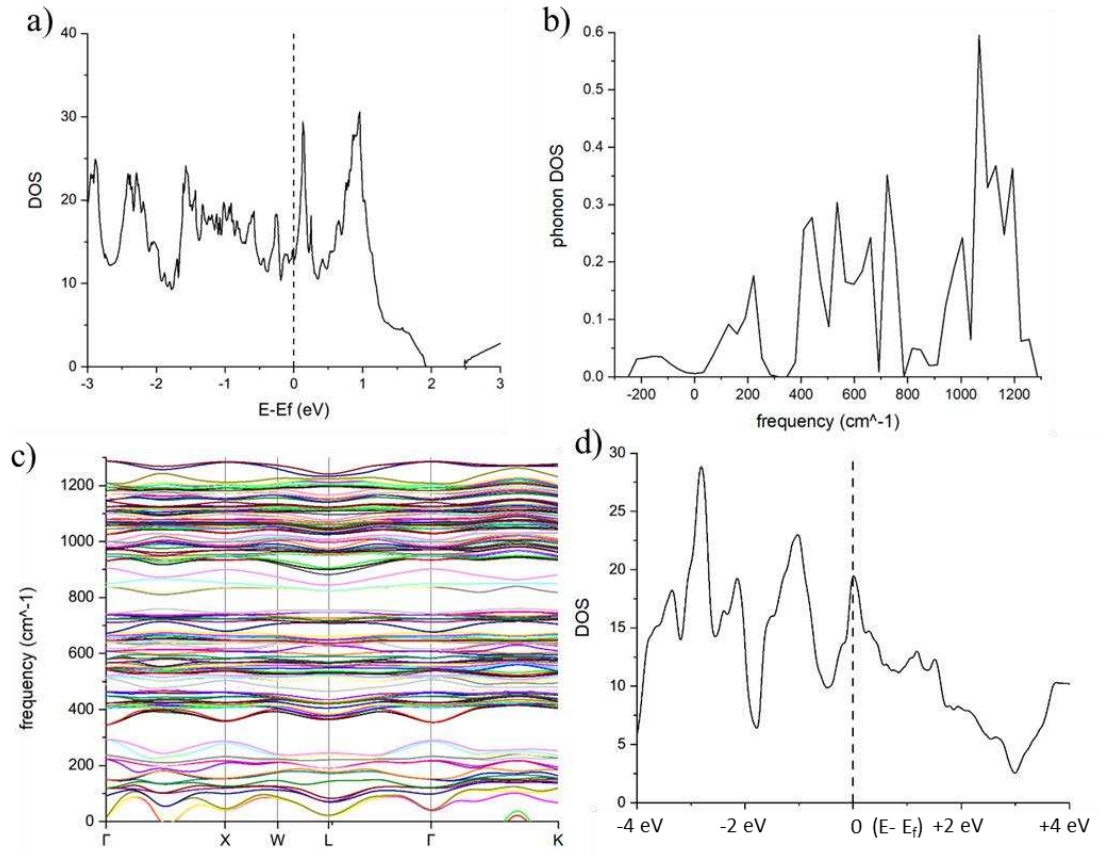 a)
40
30
20
10
0
DOS
-3 -2 -1 0 1 2 3
E-Ef (eV)
b)
0.6
0.5
0.4
0.3
0.2
0.1
0.0
phonon DOS
-200 0 200 400 600 800 1000 1200
frequency (cm^-1)
c)
1200
1000
800
600
400
200
0
frequency (cm^-1)
Γ X W L Γ K
d)
30
25
20
15
10
5
0
DOS
-4 eV -2 eV 0 (E- Ef) +2 eV +4 eV